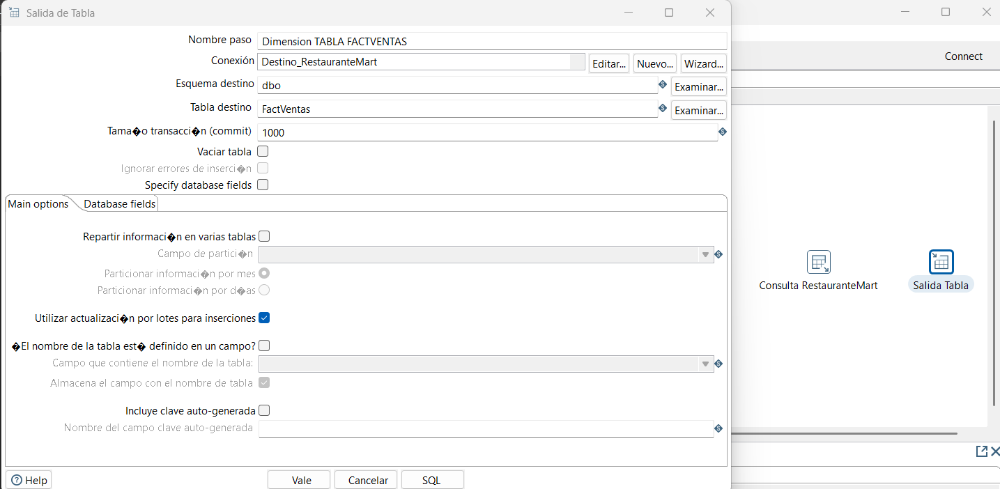 Salida de Tabla
Nombre paso Dimension TABLA FACTVENTAS
Conexión Destino_RestauranteMart Editar... Nuevo... Wizard...
Connect
Esquema destino dbo Examinar...
Tabla destino FactVentas Examinar...
Tama�o transacci�n (commit) 1000
Vaciar tabla
Ignorar errores de inserci�n
Specify database fields
Main options Database fields
Repartir informaci�n en varias tablas
Campo de partici�n
Particionar informaci�n por mes
Particionar informaci�n por d�as
Consulta RestauranteMart Salida Tabla
Utilizar actualizaci�n por lotes para inserciones
�El nombre de la tabla est� definido en un campo?
Campo que contiene el nombre de la tabla:
Almacena el campo con el nombre de tabla
Incluye clave auto-generada
Nombre del campo clave auto-generada
Help Vale Cancelar SQL